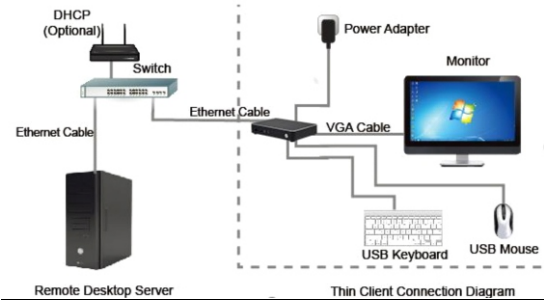 DHCP
(Optional)
Switch
Ethernet Cable
Remote Desktop Server
Power Adapter
Monitor
Ethernet Cable
VGA Cable
USB Keyboard
USB Mouse
Thin Client Connection Diagram